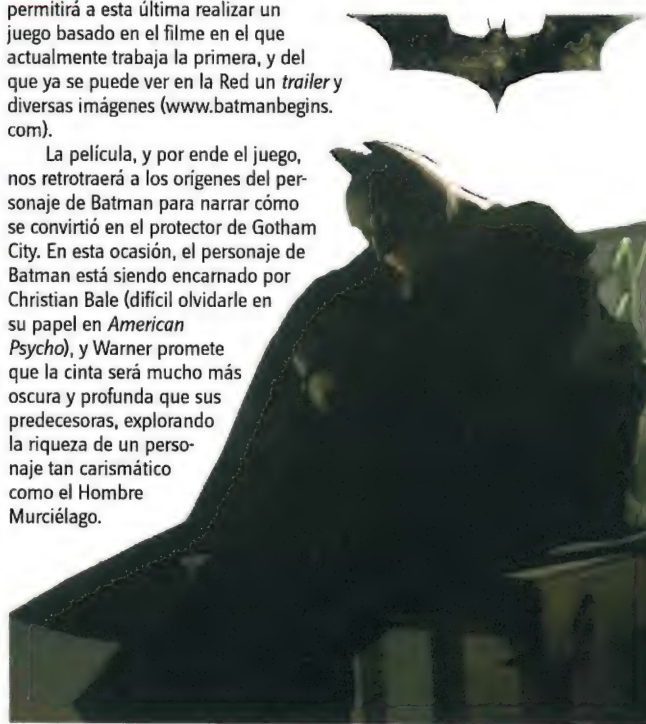 permitirá a esta última realizar un
juego basado en el filme en el que
actualmente trabaja la primera, y del
que ya se puede ver en la Red un trailer y
diversas imágenes (www.batmanbegins.
com).
La película, y por ende el juego,
nos retrotraerá a los orígenes del per-
sonaje de Batman para narrar cómo
se convirtió en el protector de Gotham
City. En esta ocasión, el personaje de
Batman está siendo encarnado por
Christian Bale (difícil olvidarle en
su papel en American
Psycho), y Warner promete
que la cinta será mucho más
oscura y profunda que sus
predecesoras, explorando
la riqueza de un perso-
naje tan carismático
como el Hombre
Murciélago.